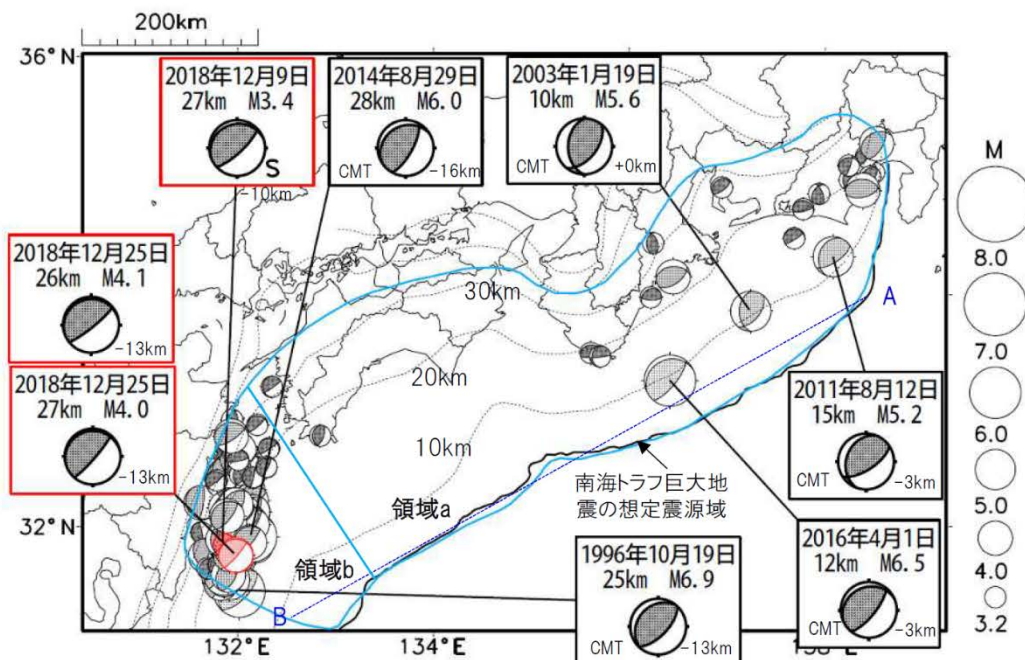 200km
36°N
2018年12月9日
27km M3.4
S
-10km
2014年8月29日
28km M6.0
CMT
-16km
2003年1月19日
10km M5.6
CMT
+0km
M
8.0
7.0
6.0
5.0
4.0
3.2
2018年12月25日
26km M4.1
-13km
2018年12月25日
27km M4.0
-13km
30km
20km
10km
A
2011年8月12日
15km M5.2
CMT
-3km
南海トラフ巨大地
震の想定震源域
32°N
領域a
領域b
B
1996年10月19日
25km M6.9
CMT
-13km
2016年4月1日
12km M6.5
CMT
-3km
132°E
134°E